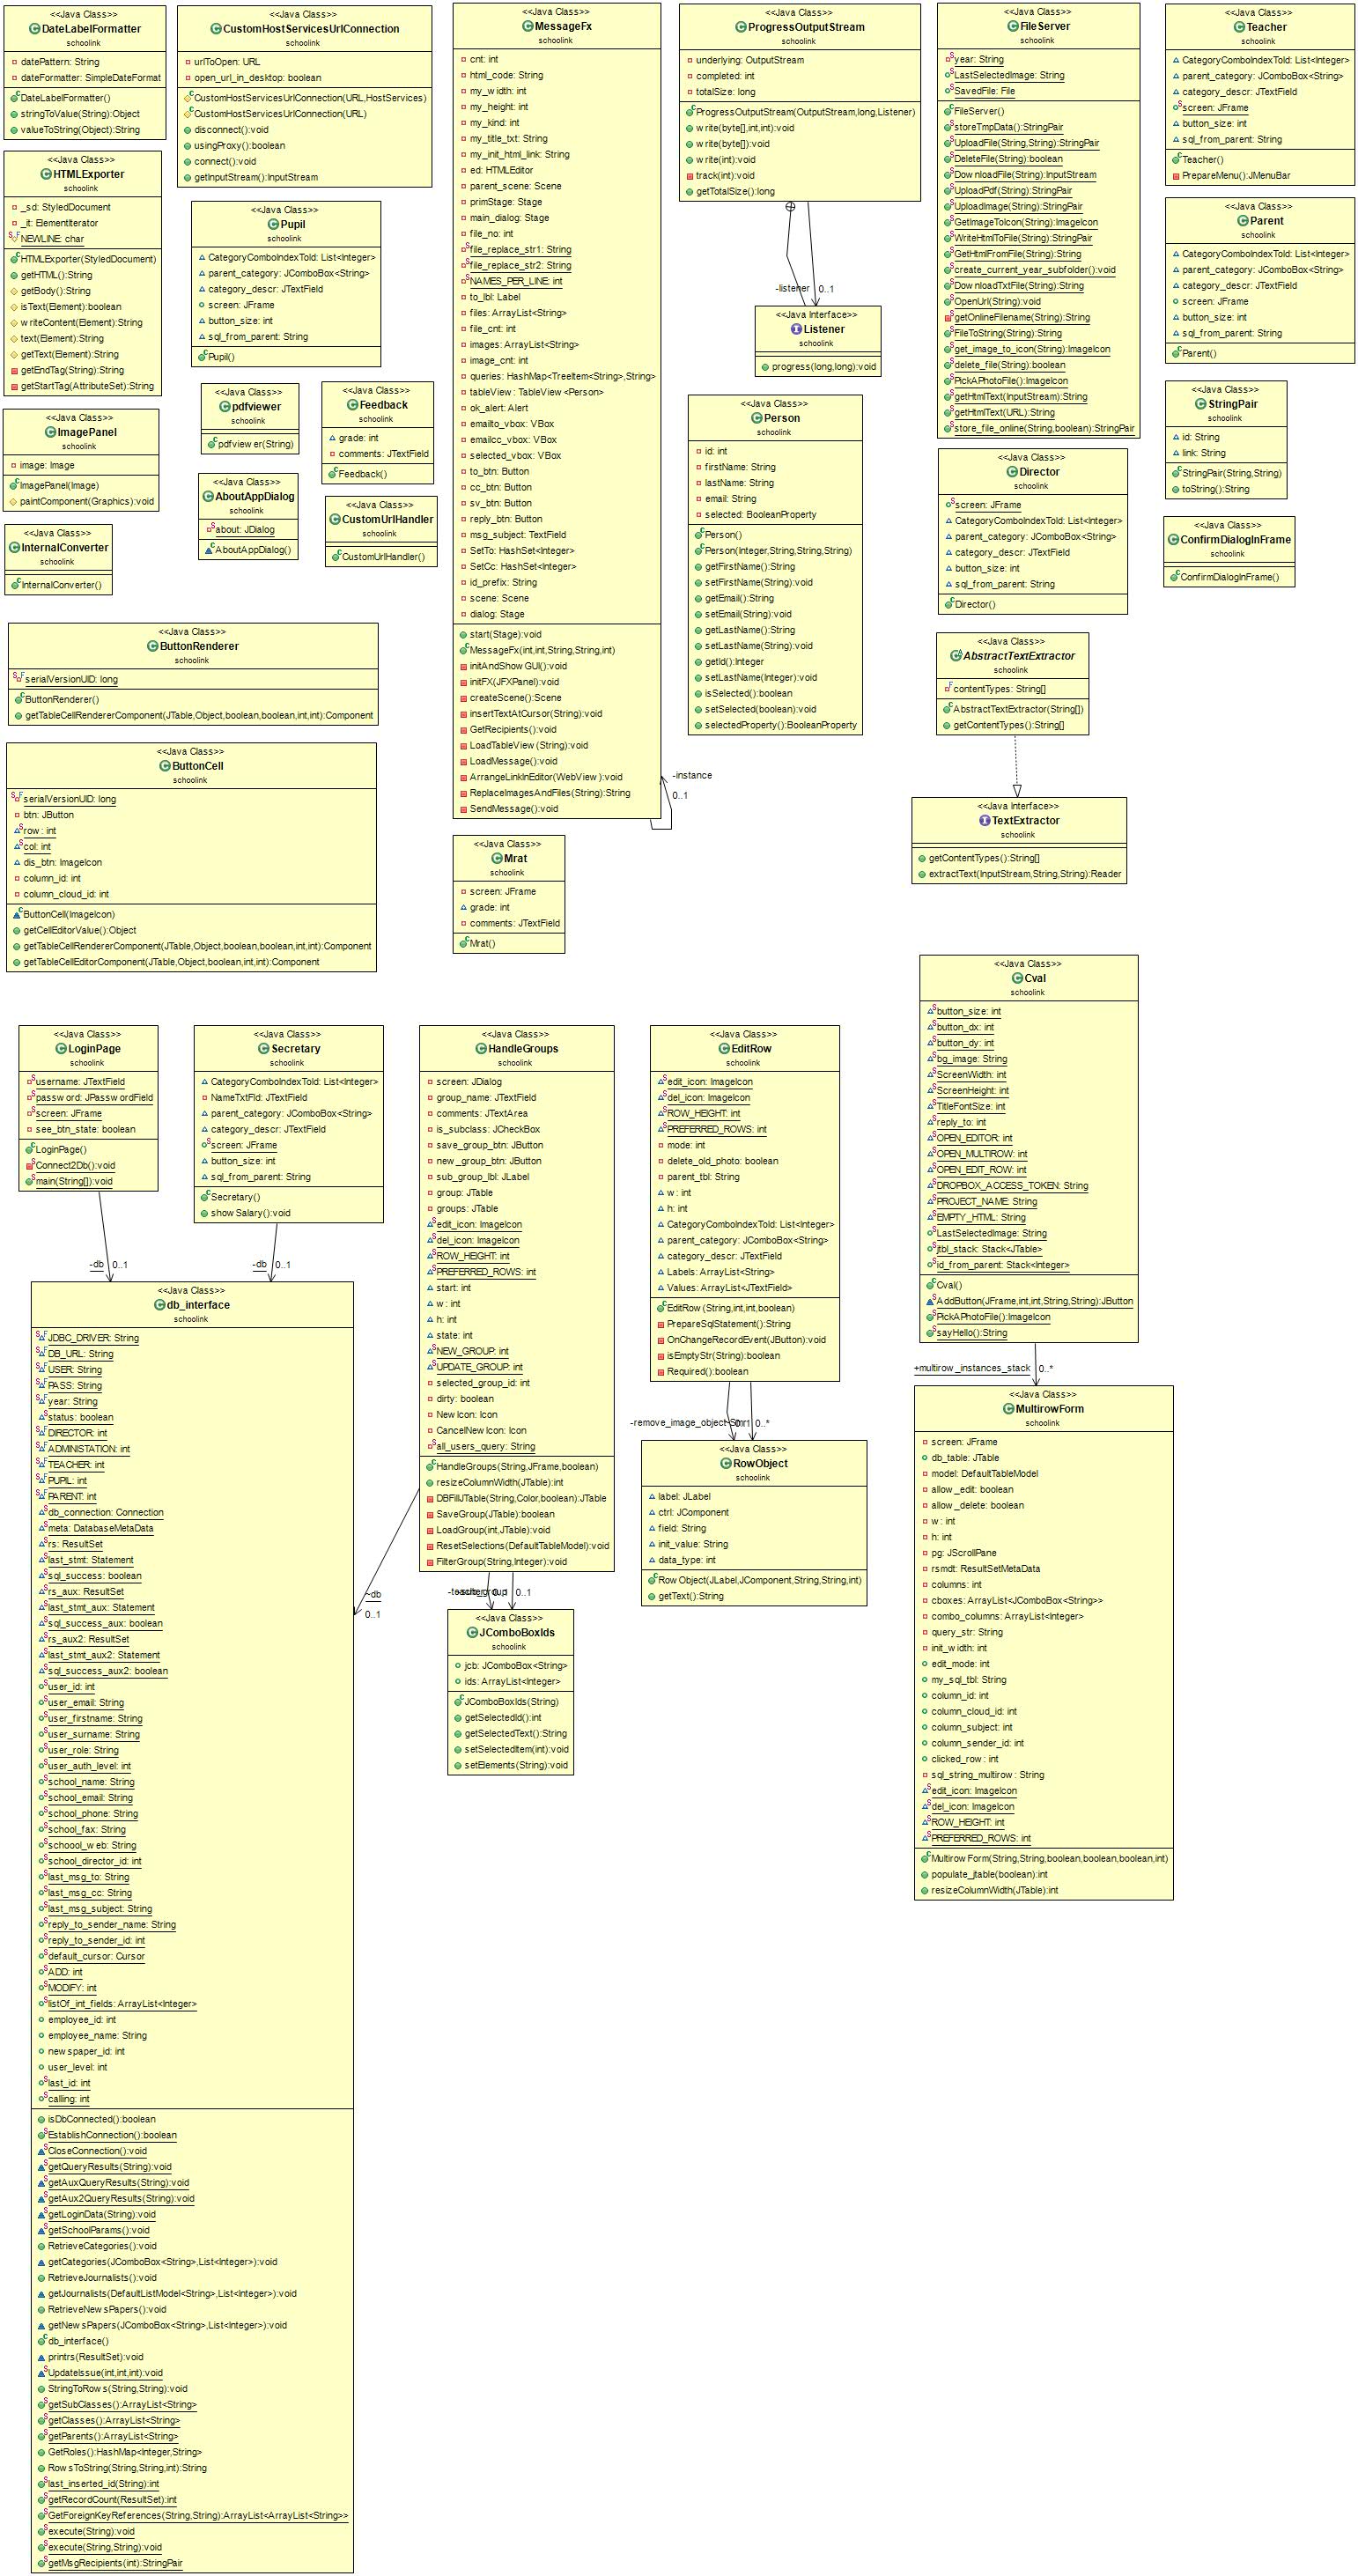 <<Java Class>>
DateLabelFormatter
schoolink
datePattern: String
dateFormatter: SimpleDateFormat
DateLabelFormatter()
stringToValue(String):Object
valueToString(Object):String
<<Java Class>>
CustomHostServicesUrlConnection
schoolink
urlToOpen: URL
open_url_in_desktop: boolean
CustomHostServicesUrlConnection(URL,HostServices)
CustomHostServicesUrlConnection(URL)
disconnect():void
usingProxy():boolean
connect():void
getInputStream():InputStream
<<Java Class>>
MessageFx
schoolink
cnt: int
html_code: String
my_width: int
my_height: int
my_kind: int
my_title_txt: String
my_init_html_link: String
ed: HTMLEditor
parent_scene: Scene
primStage: Stage
main_dialog: Stage
file_no: int
file_replace_str1: String
file_replace_str2: String
NAMES_PER_LINE: int
to_lbl: Label
files: ArrayList<String>
file_cnt: int
images: ArrayList<String>
image_cnt: int
queries: HashMap<TreeItem<String>,String>
tableView: TableView<Person>
ok_alert: Alert
emailto_vbox: VBox
emailcc_vbox: VBox
selected_vbox: VBox
to_btn: Button
cc_btn: Button
sv_btn: Button
reply_btn: Button
msg_subject: TextField
SetTo: HashSet<Integer>
SetCc: HashSet<Integer>
id_prefix: String
scene: Scene
dialog: Stage
start(Stage):void
MessageFx(int,int,String,String,int)
initAndShowGUI():void
initFX(JFXPanel):void
createScene():Scene
insertTextAtCursor(String):void
GetRecipients():void
LoadTableView(String):void
LoadMessage():void
ArrangeLinkInEditor(WebView):void
ReplaceImagesAndFiles(String):String
SendMessage():void
-instance
0..1
<<Java Class>>
ProgressOutputStream
schoolink
underlying: OutputStream
completed: int
totalSize: long
ProgressOutputStream(OutputStream,long,Listener)
write(byte[],int,int):void
write(byte[]):void
write(int):void
track(int):void
getTotalSize():long
-listener
0..1
<<Java Interface>>
Listener
schoolink
progress(long,long):void
<<Java Class>>
FileServer
schoolink
year: String
LastSelectedImage: String
SavedFile: File
FileServer()
storeTmpData():StringPair
UploadFile(String,String):StringPair
DeleteFile(String):boolean
DownloadFile(String):InputStream
UploadPdf(String):StringPair
UploadImage(String):StringPair
GetImageToIcon(String):ImageIcon
WriteHtmlToFile(String):StringPair
GetHtmlFromFile(String):String
create_current_year_subfolder():void
DownloadTxtFile(String):String
OpenUrl(String):void
getOnlineFilename(String):String
FileToString(String):String
get_image_to_icon(String):ImageIcon
delete_file(String):boolean
PickAPhotoFile():ImageIcon
getHtmlText(InputStream):String
getHtmlText(URL):String
store_file_online(String,boolean):StringPair
<<Java Class>>
Teacher
schoolink
CategoryComboIndexToId: List<Integer>
parent_category: JComboBox<String>
category_descr: JTextField
screen: JFrame
button_size: int
sql_from_parent: String
Teacher()
PrepareMenu():JMenuBar
<<Java Class>>
HTMLExporter
schoolink
_sd: StyledDocument
_it: ElementIterator
NEWLINE: char
HTMLExporter(StyledDocument)
getHTML():String
getBody():String
isText(Element):boolean
writeContent(Element):String
text(Element):String
getText(Element):String
getEndTag(String):String
getStartTag(AttributeSet):String
<<Java Class>>
Pupil
schoolink
CategoryComboIndexToId: List<Integer>
parent_category: JComboBox<String>
category_descr: JTextField
screen: JFrame
button_size: int
sql_from_parent: String
Pupil()
<<Java Class>>
Parent
schoolink
CategoryComboIndexToId: List<Integer>
parent_category: JComboBox<String>
category_descr: JTextField
screen: JFrame
button_size: int
sql_from_parent: String
Parent()
<<Java Class>>
pdfviewer
schoolink
pdfviewer(String)
<<Java Class>>
Feedback
schoolink
grade: int
comments: JTextField
Feedback()
<<Java Class>>
Person
schoolink
id: int
firstName: String
lastName: String
email: String
selected: BooleanProperty
Person()
Person(Integer,String,String,String)
getFirstName():String
setFirstName(String):void
getEmail():String
setEmail(String):void
getLastName():String
setLastName(String):void
getId():Integer
setLastName(Integer):void
isSelected():boolean
setSelected(boolean):void
selectedProperty():BooleanProperty
<<Java Class>>
StringPair
schoolink
id: String
link: String
StringPair(String,String)
toString():String
<<Java Class>>
ImagePanel
schoolink
image: Image
ImagePanel(Image)
paintComponent(Graphics):void
<<Java Class>>
AboutAppDialog
schoolink
about: JDialog
AboutAppDialog()
<<Java Class>>
CustomUrlHandler
schoolink
CustomUrlHandler()
<<Java Class>>
Director
schoolink
screen: JFrame
CategoryComboIndexToId: List<Integer>
parent_category: JComboBox<String>
category_descr: JTextField
button_size: int
sql_from_parent: String
Director()
<<Java Class>>
ConfirmDialogInFrame
schoolink
ConfirmDialogInFrame()
<<Java Class>>
InternalConverter
schoolink
InternalConverter()
<<Java Class>>
ButtonRenderer
schoolink
serialVersionUID: long
ButtonRenderer()
getTableCellRendererComponent(JTable,Object,boolean,boolean,int,int):Component
<<Java Class>>
AbstractTextExtractor
schoolink
contentTypes: String[]
AbstractTextExtractor(String[])
getContentTypes():String[]
<<Java Interface>>
TextExtractor
schoolink
getContentTypes():String[]
extractText(InputStream,String,String):Reader
<<Java Class>>
ButtonCell
schoolink
serialVersionUID: long
btn: JButton
row: int
col: int
dis_btn: ImageIcon
column_id: int
column_cloud_id: int
ButtonCell(ImageIcon)
getCellEditorValue():Object
getTableCellRendererComponent(JTable,Object,boolean,boolean,int,int):Component
getTableCellEditorComponent(JTable,Object,boolean,int,int):Component
<<Java Class>>
Mrat
schoolink
screen: JFrame
grade: int
comments: JTextField
Mrat()
<<Java Class>>
Cval
schoolink
button_size: int
button_dx: int
button_dy: int
bg_image: String
ScreenWidth: int
ScreenHeight: int
TitleFontSize: int
reply_to: int
OPEN_EDITOR: int
OPEN_MULTIROW: int
OPEN_EDIT_ROW: int
DROPBOX_ACCESS_TOKEN: String
PROJECT_NAME: String
EMPTY_HTML: String
LastSelectedImage: String
jtbl_stack: Stack<JTable>
id_from_parent: Stack<Integer>
Cval()
AddButton(JFrame,int,int,String,String):JButton
PickAPhotoFile():ImageIcon
sayHello():String
+multirow_instances_stack
0..*
<<Java Class>>
LoginPage
schoolink
username: JTextField
password: JPasswordField
screen: JFrame
see_btn_state: boolean
LoginPage()
Connect2Db():void
main(String[]):void
-db
0..1
<<Java Class>>
Secretary
schoolink
CategoryComboIndexToId: List<Integer>
NameTxtFld: JTextField
parent_category: JComboBox<String>
category_descr: JTextField
screen: JFrame
button_size: int
sql_from_parent: String
Secretary()
showSalary():void
-db
0..1
<<Java Class>>
HandleGroups
schoolink
screen: JDialog
group_name: JTextField
comments: JTextArea
is_subclass: JCheckBox
save_group_btn: JButton
new_group_btn: JButton
sub_group_lbl: JLabel
group: JTable
groups: JTable
edit_icon: ImageIcon
del_icon: ImageIcon
ROW_HEIGHT: int
PREFERRED_ROWS: int
start: int
w: int
h: int
state: int
NEW_GROUP: int
UPDATE_GROUP: int
selected_group_id: int
dirty: boolean
NewIcon: Icon
CancelNewIcon: Icon
all_users_query: String
HandleGroups(String,JFrame,boolean)
resizeColumnWidth(JTable):int
DBFillJTable(String,Color,boolean):JTable
SaveGroup(JTable):boolean
LoadGroup(int,JTable):void
ResetSelections(DefaultTableModel):void
FilterGroup(String,Integer):void
~db
0..1
0..1
<<Java Class>>
EditRow
schoolink
edit_icon: ImageIcon
del_icon: ImageIcon
ROW_HEIGHT: int
PREFERRED_ROWS: int
mode: int
delete_old_photo: boolean
parent_tbl: String
w: int
h: int
CategoryComboIndexToId: List<Integer>
parent_category: JComboBox<String>
category_descr: JTextField
Labels: ArrayList<String>
Values: ArrayList<JTextField>
EditRow(String,int,int,boolean)
PrepareSqlStatement():String
OnChangeRecordEvent(JButton):void
isEmptyStr(String):boolean
Required():boolean
-remove_image_object
0..*
<<Java Class>>
RowObject
schoolink
label: JLabel
ctrl: JComponent
field: String
init_value: String
data_type: int
RowObject(JLabel,JComponent,String,String,int)
getText():String
<<Java Class>>
JComboBoxIds
schoolink
jcb: JComboBox<String>
ids: ArrayList<Integer>
JComboBoxIds(String)
getSelectedId():int
getSelectedText():String
setSelectedItem(int):void
setElements(String):void
<<Java Class>>
MultirowForm
schoolink
screen: JFrame
db_table: JTable
model: DefaultTableModel
allow_edit: boolean
allow_delete: boolean
w: int
h: int
pg: JScrollPane
rsmdt: ResultSetMetaData
columns: int
cboxes: ArrayList<JComboBox<String>>
combo_columns: ArrayList<Integer>
query_str: String
init_width: int
edit_mode: int
my_sql_tbl: String
column_id: int
column_cloud_id: int
column_subject: int
column_sender_id: int
clicked_row: int
sql_string_multirow: String
edit_icon: ImageIcon
del_icon: ImageIcon
ROW_HEIGHT: int
PREFERRED_ROWS: int
MultirowForm(String,String,boolean,boolean,boolean,int)
populate_jtable(boolean):int
resizeColumnWidth(JTable):int
<<Java Class>>
db_interface
schoolink
JDBC_DRIVER: String
DB_URL: String
USER: String
PASS: String
year: String
status: boolean
DIRECTOR: int
ADMINISTATION: int
TEACHER: int
PUPIL: int
PARENT: int
db_connection: Connection
meta: DatabaseMetaData
rs: ResultSet
last_stmt: Statement
sql_success: boolean
rs_aux: ResultSet
last_stmt_aux: Statement
sql_success_aux: boolean
rs_aux2: ResultSet
last_stmt_aux2: Statement
sql_success_aux2: boolean
user_id: int
user_email: String
user_firstname: String
user_surname: String
user_role: String
user_auth_level: int
school_name: String
school_email: String
school_phone: String
school_fax: String
schoool_web: String
school_director_id: int
last_msg_to: String
last_msg_cc: String
last_msg_subject: String
reply_to_sender_name: String
reply_to_sender_id: int
default_cursor: Cursor
ADD: int
MODIFY: int
listOf_int_fields: ArrayList<Integer>
employee_id: int
employee_name: String
newspaper_id: int
user_level: int
last_id: int
calling: int
isDbConnected():boolean
EstablishConnection():boolean
CloseConnection():void
getQueryResults(String):void
getAuxQueryResults(String):void
getAux2QueryResults(String):void
getLoginData(String):void
getSchoolParams():void
RetrieveCategories():void
getCategories(JComboBox<String>,List<Integer>):void
RetrieveJournalists():void
getJournalists(DefaultListModel<String>,List<Integer>):void
RetrieveNewsPapers():void
getNewsPapers(JComboBox<String>,List<Integer>):void
db_interface()
printrs(ResultSet):void
UpdateIssue(int,int,int):void
StringToRows(String,String):void
getSubClasses():ArrayList<String>
getClasses():ArrayList<String>
getParents():ArrayList<String>
GetRoles():HashMap<Integer,String>
RowsToString(String,String,int):String
last_inserted_id(String):int
getRecordCount(ResultSet):int
GetForeignKeyReferences(String,String):ArrayList<ArrayList<String>>
execute(String):void
execute(String,String):void
getMsgRecipients(int):StringPair